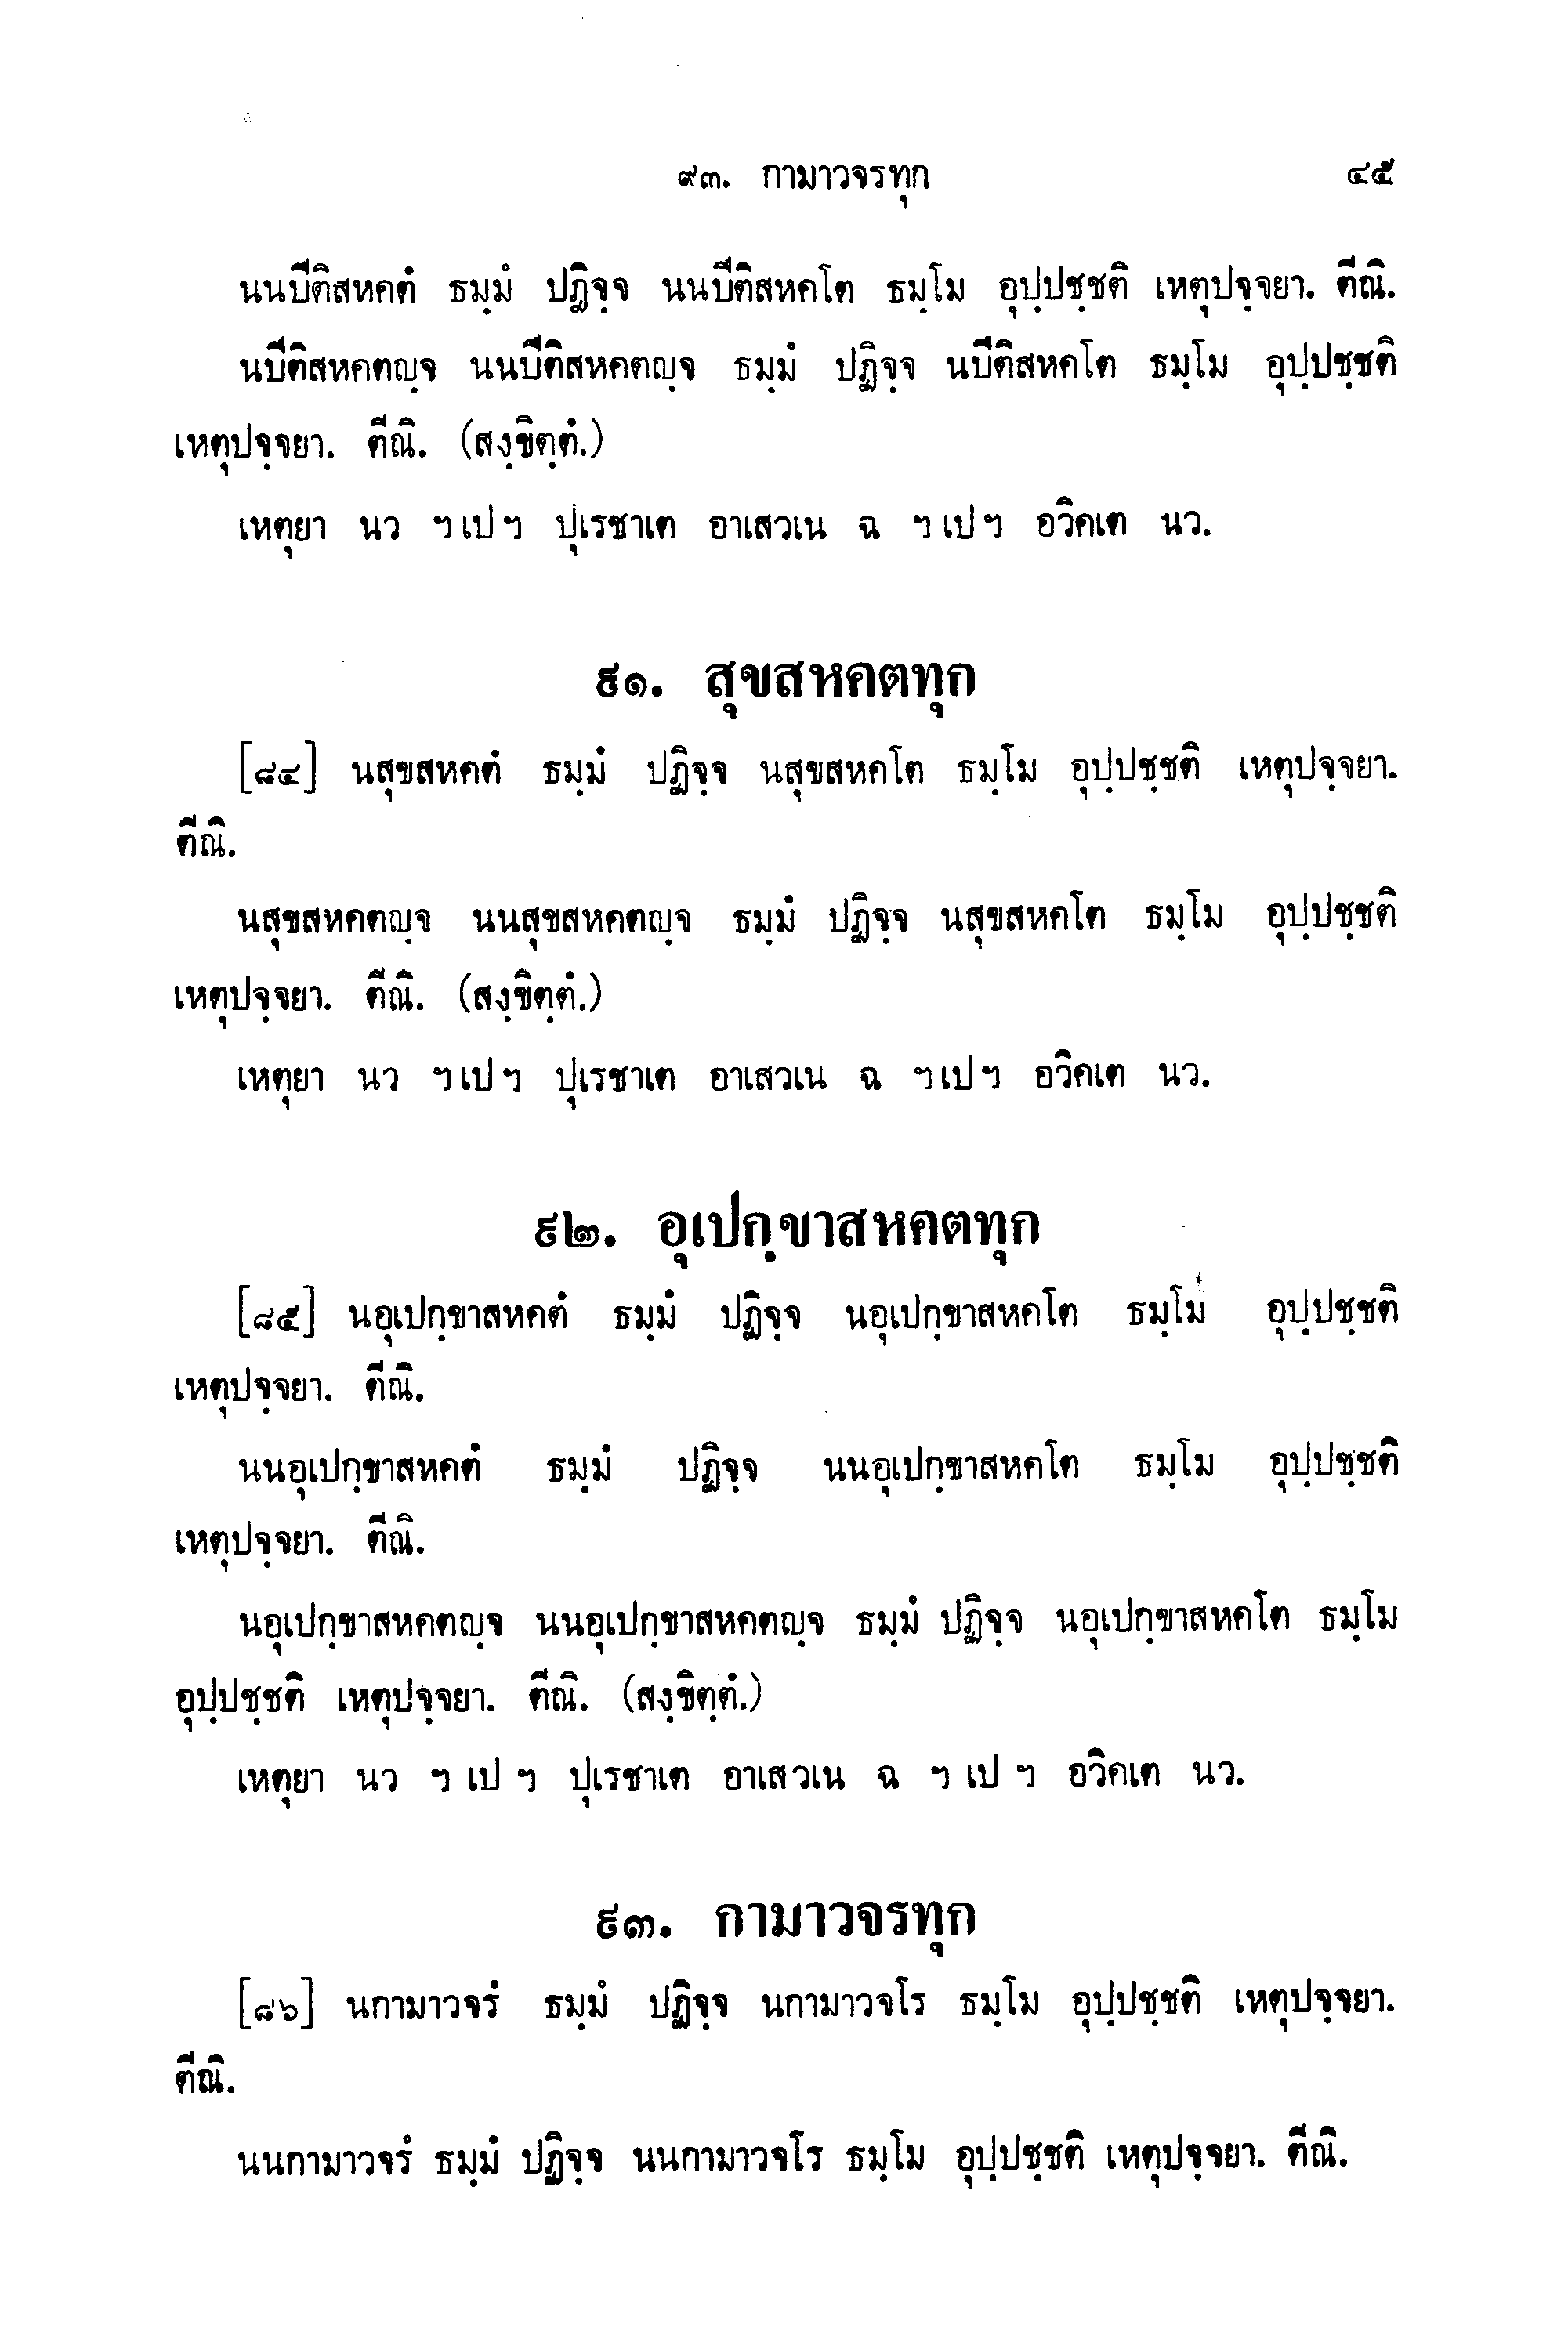 ๙๓. กามาวจรทุก ๔๕
นนปีติสหคตํ ธมฺมํ ปฏิจฺจ นนปีติสหคโต ธมฺโม อุปฺปชฺชติ เหตุปจฺจยา. ตีณิ.
นปีติสหคตญฺจ นนปีติสหคตญฺจ ธมฺมํ ปฏิจฺจ นปีติสหคโต ธมฺโม อุปฺปชฺชติ
เหตุปจฺจยา. ตีณิ. (สงฺขิตฺตํ.)
เหตุยา นว ฯ เป ฯ ปุเรชาเต อาเสวเน ฉ ฯ เป ฯ อวิคเต นว.
๙๑. สุขสหคตทุก
[๘๔] นสุขสหคตํ ธมฺมํ ปฏิจฺจ นสุขสหคโต ธมฺโม อุปฺปชฺชติ เหตุปจฺจยา.
ตีณิ.
นสุขสหคตญฺจ นนสุขสหคตญฺจ ธมฺมํ ปฏิจฺจ นสุขสหคโต ธมฺโม อุปฺปชฺชติ
เหตุปจฺจยา. ตีณิ. (สงฺขิตฺตํ.)
เหตุยา นว ฯ เป ฯ ปุเรชาเต อาเสวเน ฉ ฯ เป ฯ อวิคเต นว.
๙๒. อุเปกฺขาสหคตทุก
[๘๕] นอุเปกฺขาสหคตํ ธมฺมํ ปฏิจฺจ นอุเปกฺขาสหคโต ธมฺโม อุปฺปชฺชติ
เหตุปจฺจยา. ตีณิ.
นนอุเปกฺขาสหคตํ ธมฺมํ ปฏิจฺจ นนอุเปกฺขาสหคโต ธมฺโม อุปฺปชฺชติ
เหตุปจฺจยา. ตีณิ.
นอุเปกฺขาสหคตญฺจ นนอุเปกฺขาสหคตญฺจ ธมฺมํ ปฏิจฺจ นอุเปกฺขาสหคโต ธมฺโม
อุปฺปชฺชติ เหตุปจฺจยา. ตีณิ. (สงฺขิตฺตํ.)
เหตุยา นว ฯ เป ฯ ปุเรชาเต อาเสวเน ฉ ฯ เป ฯ อวิคเต นว.
๙๓. กามาวจรทุก
[๘๖] นกามาวจรํ ธมฺมํ ปฏิจฺจ นกามาวจโร ธมฺโม อุปฺปชฺชติ เหตุปจฺจยา.
ตีณิ.
นนกามาวจรํ ธมฺมํ ปฏิจฺจ นนกามาวจโร ธมฺโม อุปฺปชฺชติ เหตุปจฺจยา. ตีณิ.